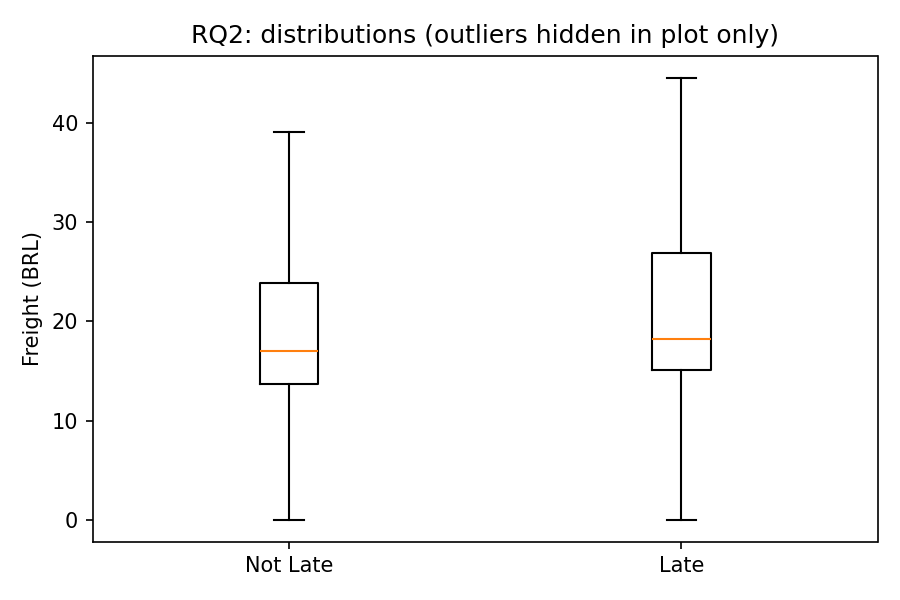 RQ2: distributions (outliers hidden in plot only)
Freight (BRL)
40
30
20
10
0
Not Late
Late